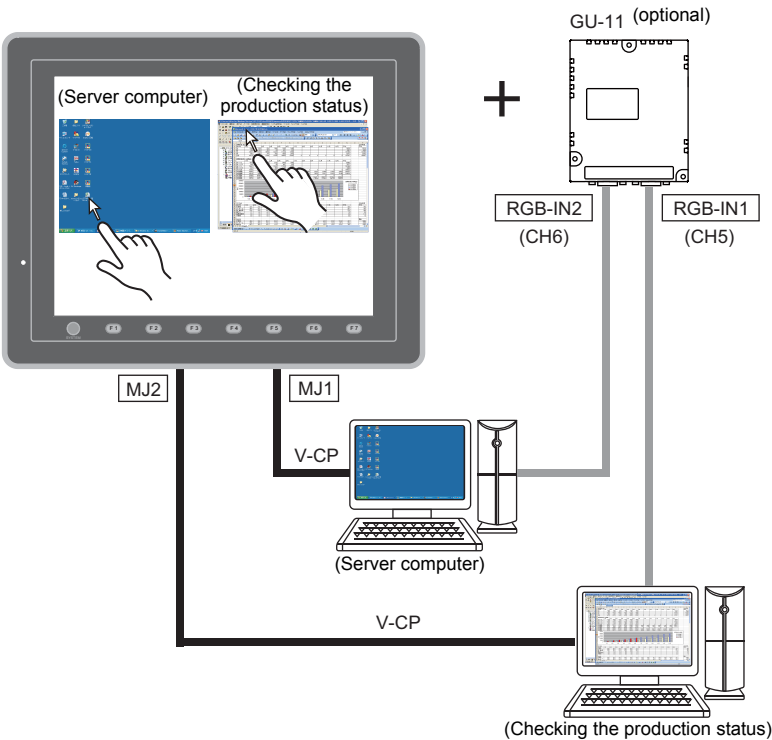 GU-11 (optional)
(Server computer)
(Checking the
production status)
RGB-IN2
(CH6)
RGB-IN1
(CH5)
SYSTEM
F1
F2
F3
F4
F5
F6
F7
MJ2
MJ1
V-CP
(Server computer)
V-CP
(Checking the production status)